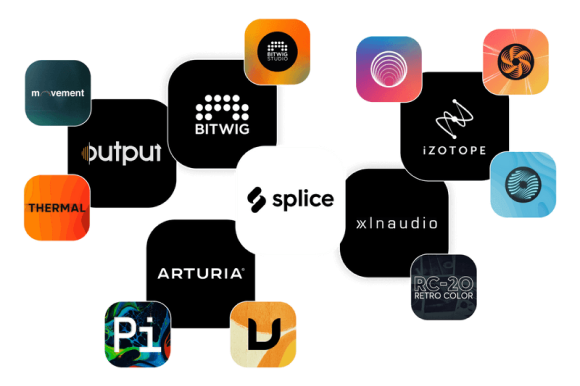 BITWIG
STUDIO
movement
BITWIG
output
iZOTOPE
THERMAL
splice
xlnaudio
ARTURIA®
RC-20
RETRO COLOR
Pi
V